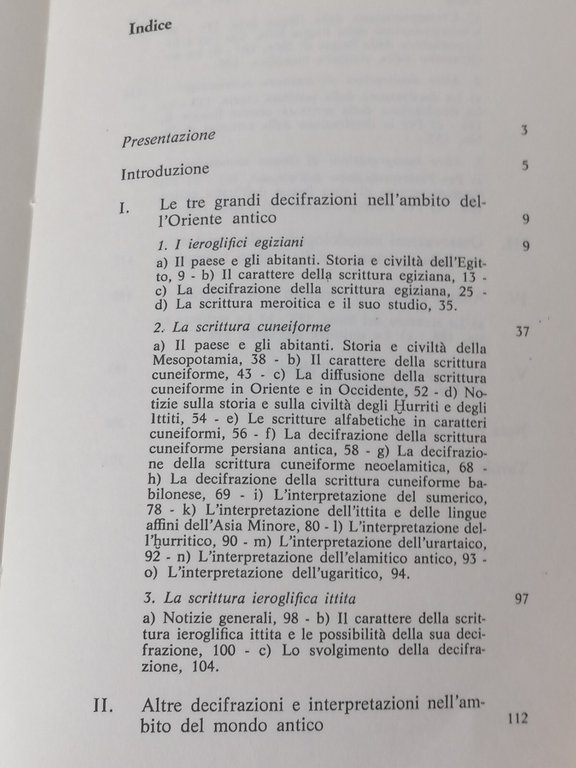 Indice
Presentazione 3
Introduzione 5
I. Le tre grandi decifrazioni nell'ambito del-
l'Oriente antico 9
1. I ieroglifici egiziani 9
a) Il paese e gli abitanti. Storia e civiltà dell'Egit-
to, 9 - b) Il carattere della scrittura egiziana, 13 -
c) La decifrazione della scrittura egiziana, 25 -
d) La scrittura meroitica e il suo studio, 35.
2. La scrittura cuneiforme 37
a) Il paese e gli abitanti. Storia e civiltà della
Mesopotamia, 38 - b) Il carattere della scrittura
cuneiforme, 43 - c) La diffusione della scrittura
cuneiforme in Oriente e in Occidente, 52 - d) No-
tizie sulla storia e sulla civiltà degli Ḫurriti e degli
Ittiti, 54 - e) Le scritture alfabetiche in caratteri
cuneiformi, 56 - f) La decifrazione della scrittura
cuneiforme persiana antica, 58 - g) La decifrazio-
ne della scrittura cuneiforme neoelamitica, 68 -
h) La decifrazione della scrittura cuneiforme ba-
bilonese, 69 - i) L'interpretazione del sumerico,
78 - k) L'interpretazione dell'ittita e delle lingue
affini dell'Asia Minore, 80 - l) L'interpretazione del-
l'ḫurritico, 90 - m) L'interpretazione dell'urartaico,
92 - n) L'interpretazione dell'elamitico antico, 93 -
o) L'interpretazione dell'ugaritico, 94.
3. La scrittura ieroglifica ittita 97
a) Notizie generali, 98 - b) Il carattere della scrit-
tura ieroglifica ittita e le possibilità della sua deci-
frazione, 100 - c) Lo svolgimento della decifra-
zione, 104.
II. Altre decifrazioni e interpretazioni nell'am-
bito del mondo antico 112